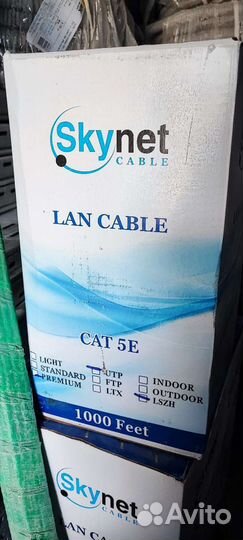 Skynet
CABLE
LAN CABLE
CAT 5E
LIGHT
STANDARD
PREMIUM
UTP
FTP
LTX
INDOOR
OUTDOOR
LSZH
1000 Feet
Skynet
CABLE
LAN CABLE
Avito